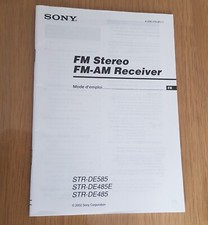 SONY
FM Stereo
FM-AM Receiver
Mode d'emploi
FR
STR-DE585
STR-DE485E
STR-DE485